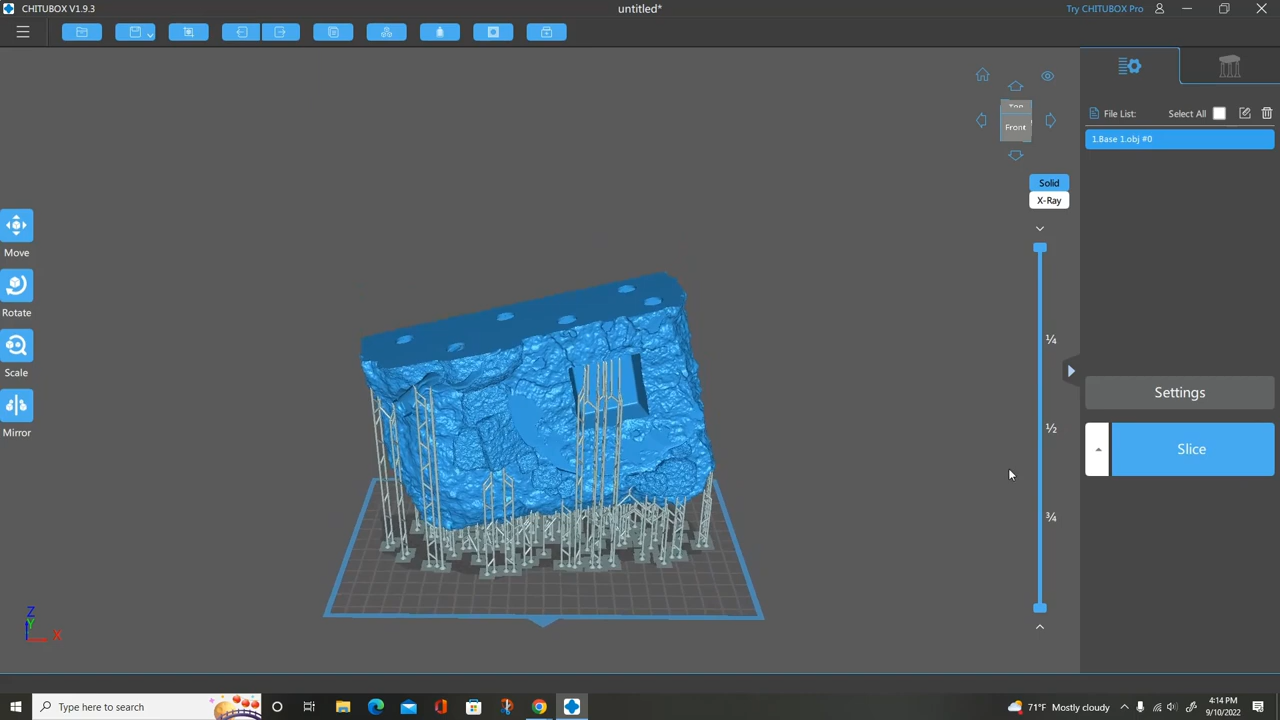 CHITUBOX V1.9.3
untitled*
Try CHITUBOX Pro
Top
Front
File List:
Select All
1.Base 1.obj #0
Solid
X-Ray
Move
Rotate
Scale
Mirror
¼
½
¾
Settings
Slice
Z
Y
X
Type here to search
71°F Mostly cloudy
4:14 PM
9/10/2022